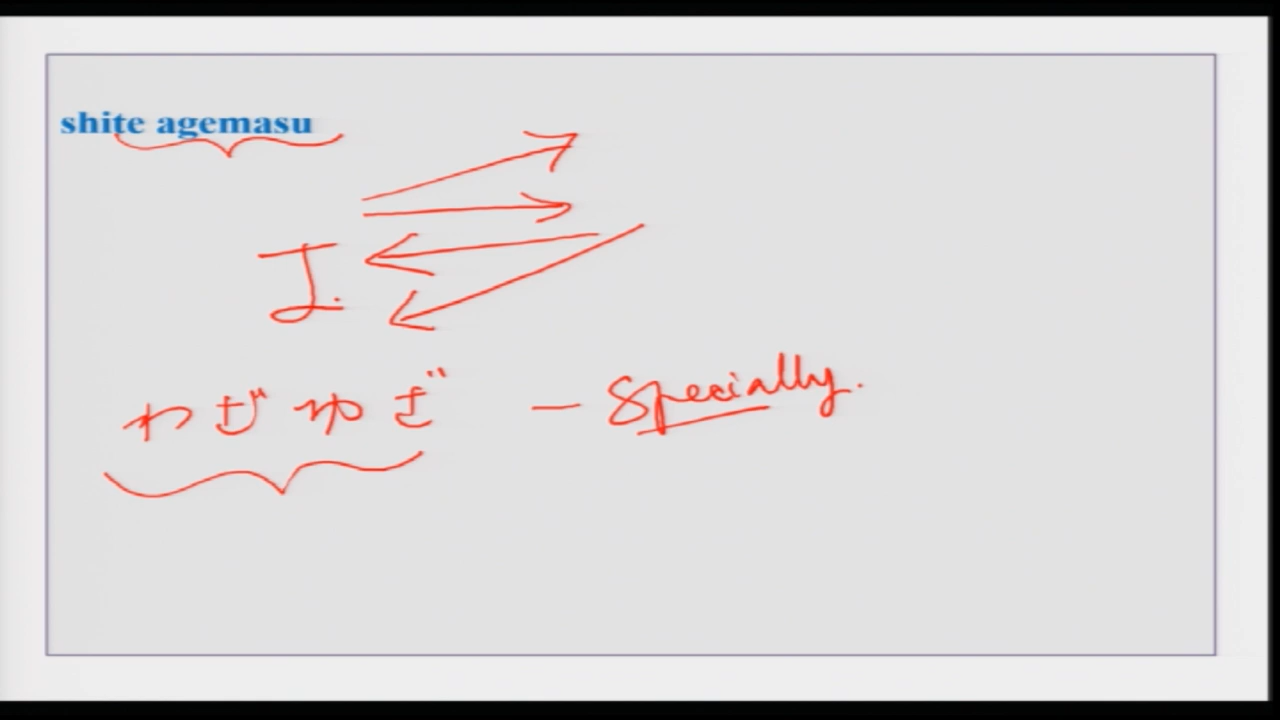 shite agemasu
I.
わざわざ – Specially.